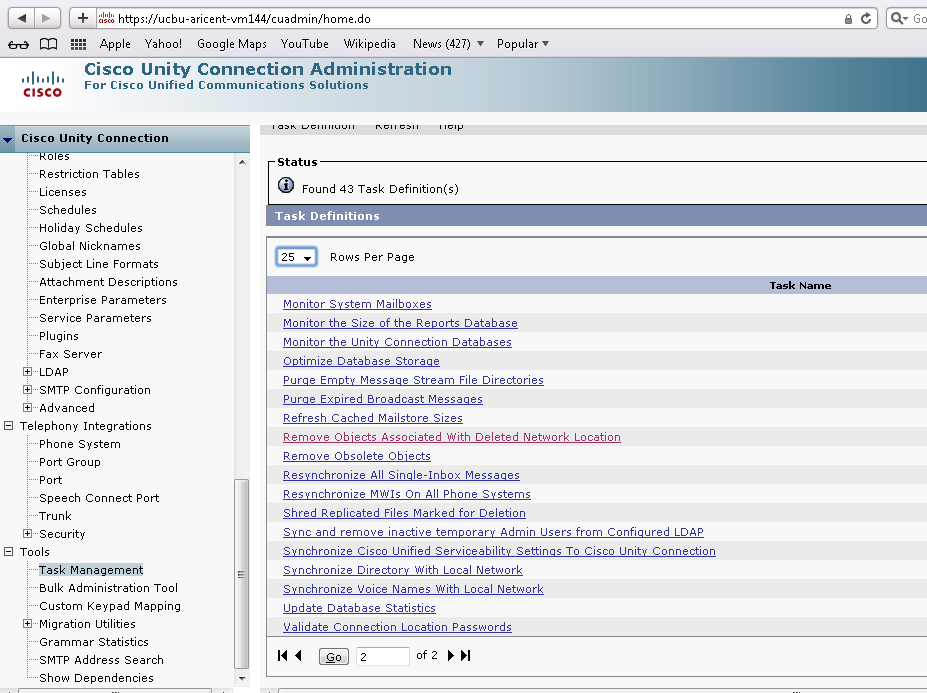 https://ucbu-aricent-vm144/cuadmin/home.do
Apple Yahoo! Google Maps YouTube Wikipedia News (427) Popular
CISCO
Cisco Unity Connection Administration
For Cisco Unified Communications Solutions
Cisco Unity Connection
Roles
Restriction Tables
Licenses
Schedules
Holiday Schedules
Global Nicknames
Subject Line Formats
Attachment Descriptions
Enterprise Parameters
Service Parameters
Plugins
Fax Server
LDAP
SMTP Configuration
Advanced
Telephony Integrations
Phone System
Port Group
Port
Speech Connect Port
Trunk
Security
Tools
Task Management
Bulk Administration Tool
Custom Keypad Mapping
Migration Utilities
Grammar Statistics
SMTP Address Search
Show Dependencies
Task Definition Refresh Help
Status
Found 43 Task Definition(s)
Task Definitions
25 Rows Per Page
Task Name
Monitor System Mailboxes
Monitor the Size of the Reports Database
Monitor the Unity Connection Databases
Optimize Database Storage
Purge Empty Message Stream File Directories
Purge Expired Broadcast Messages
Refresh Cached Mailstore Sizes
Remove Objects Associated With Deleted Network Location
Remove Obsolete Objects
Resynchronize All Single-Inbox Messages
Resynchronize MWIs On All Phone Systems
Shred Replicated Files Marked for Deletion
Sync and remove inactive temporary Admin Users from Configured LDAP
Synchronize Cisco Unified Serviceability Settings To Cisco Unity Connection
Synchronize Directory With Local Network
Synchronize Voice Names With Local Network
Update Database Statistics
Validate Connection Location Passwords
Go 2 of 2